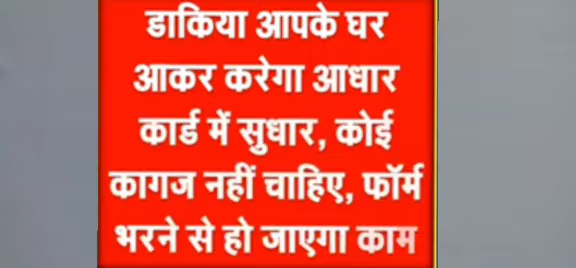 डाकिया आपके घर
आकर करेगा आधार
कार्ड में सुधार, कोई
कागज नहीं चाहिए, फॉर्म
भरने से हो जाएगा काम